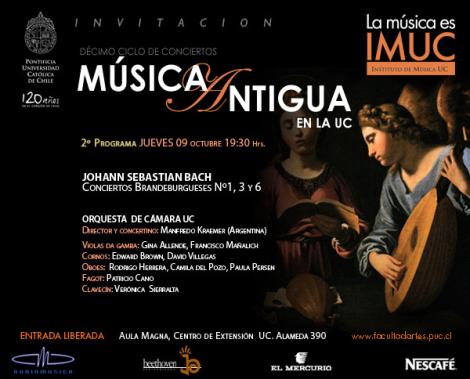 INVITACION
La música es
IMUC
INSTITUTO DE MÚSICA UC
PONTIFICIA
UNIVERSIDAD
CATÓLICA
DE CHILE
120 años
DÉCIMO CICLO DE CONCIERTOS
MÚSICA ANTIGUA
EN LA UC
2º PROGRAMA JUEVES 09 OCTUBRE 19:30 HRS.
JOHANN SEBASTIAN BACH
CONCIERTOS BRANDEBURGUESES Nº1, 3 Y 6
ORQUESTA DE CÁMARA UC
DIRECTOR Y CONCERTINO: MANFREDO KRAEMER (ARGENTINA)
VIOLAS DA GAMBA: GINA ALLENDE, FRANCISCO MAÑALICH
CORNOS: EDWARD BROWN, DAVID VILLEGAS
OBOES: RODRIGO HERRERA, CAMILA DEL POZO, PAULA PERSEN
FAGOT: PATRICIO CANO
CLAVECÍN: VERÓNICA SIERRALTA
ENTRADA LIBERADA AULA MAGNA, CENTRO DE EXTENSIÓN UC. ALAMEDA 390 www.facultadartes.puc.cl
audiomusica beethoven EL MERCURIO NESCAFÉ